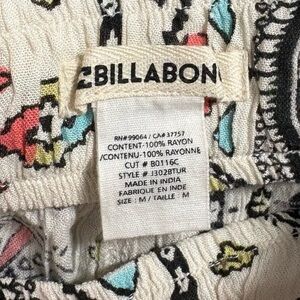 BILLABON
RN#99064 / CA# 37757
CONTENT-100% RAYON
/CONTENU-100% RAYONNE
CUT # B0116C
STYLE # J302BTUR
MADE IN INDIA
FABRIQUE EN INDE
SIZE : M / TAILLE : M